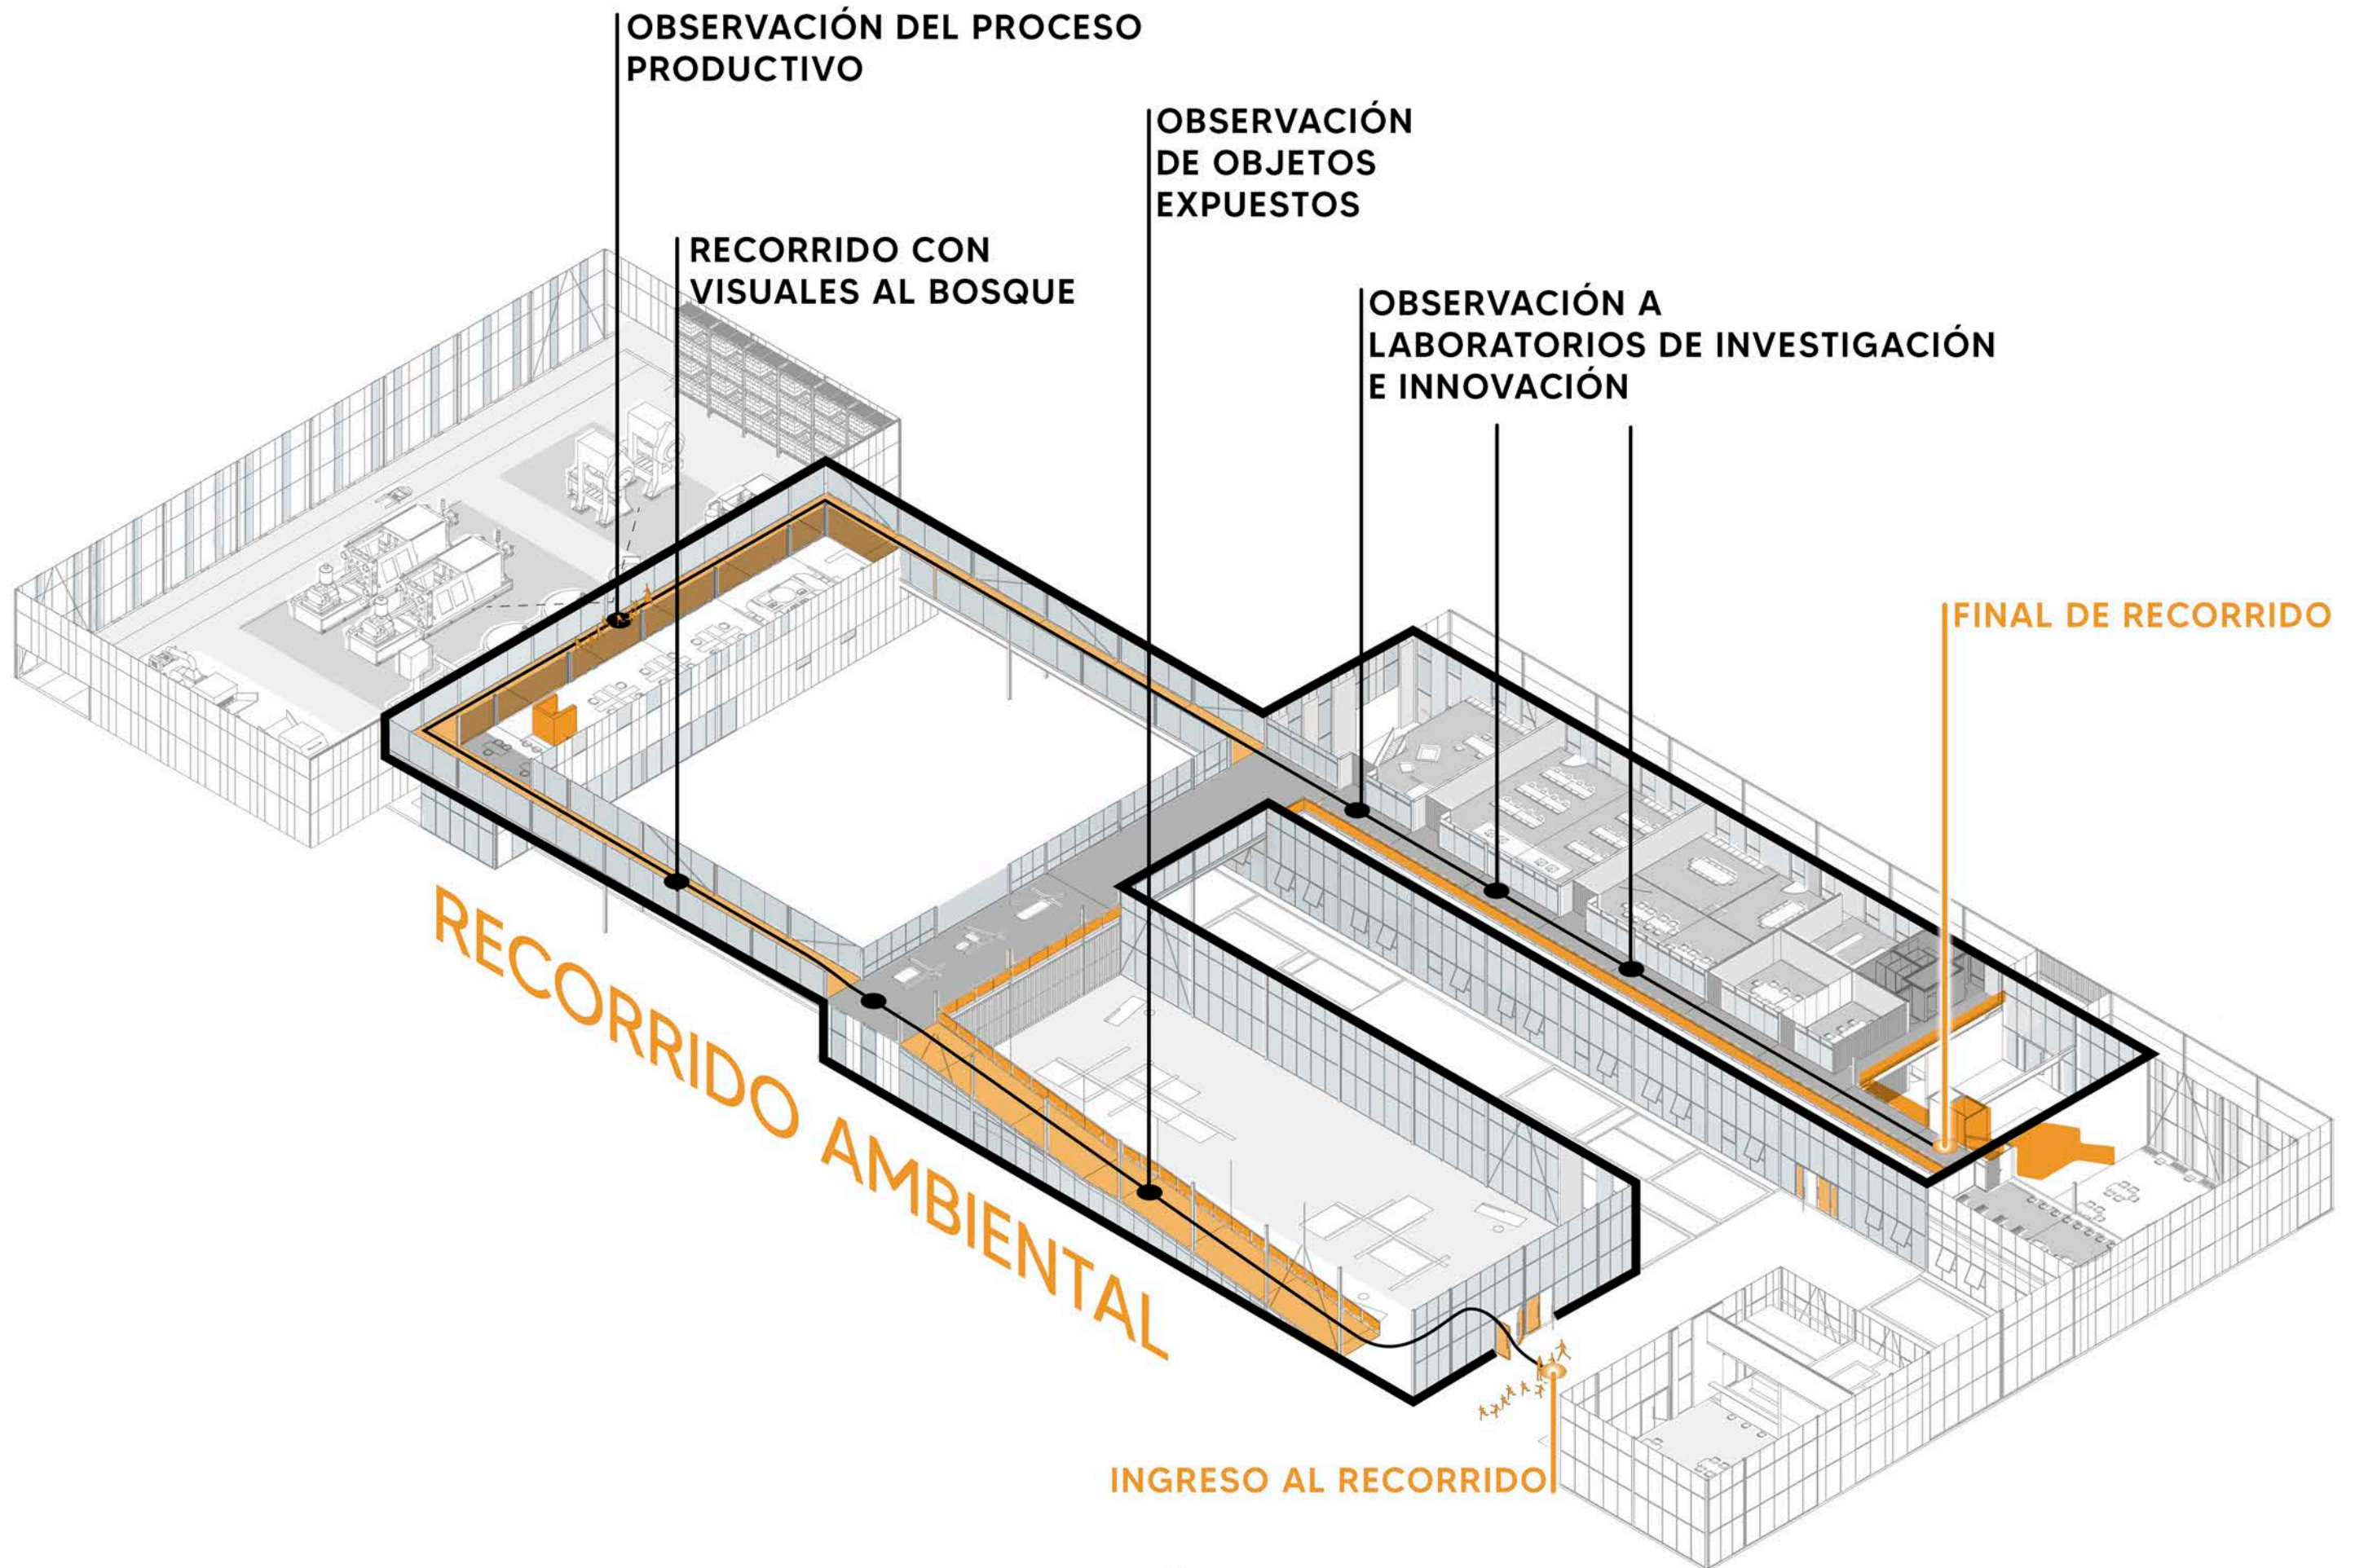 OBSERVACIÓN DEL PROCESO
PRODUCTIVO
OBSERVACIÓN
DE OBJETOS
EXPUESTOS
RECORRIDO CON
VISUALES AL BOSQUE
OBSERVACIÓN A
LABORATORIOS DE INVESTIGACIÓN
E INNOVACIÓN
FINAL DE RECORRIDO
RECORRIDO AMBIENTAL
INGRESO AL RECORRIDO